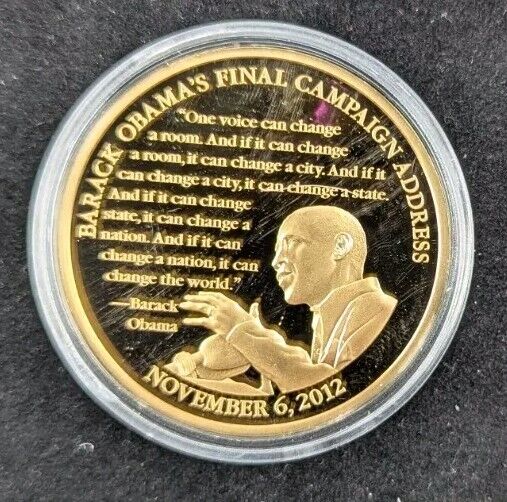 BARACK OBAMA'S FINAL CAMPAIGN ADDRESS
"One voice can change
a room. And if it can change
a room, it can change a city. And if it
can change a city, it can change a state.
And if it can change a
state, it can change a
nation. And if it can
change a nation, it can
change the world."
—Barack
Obama
NOVEMBER 6, 2012